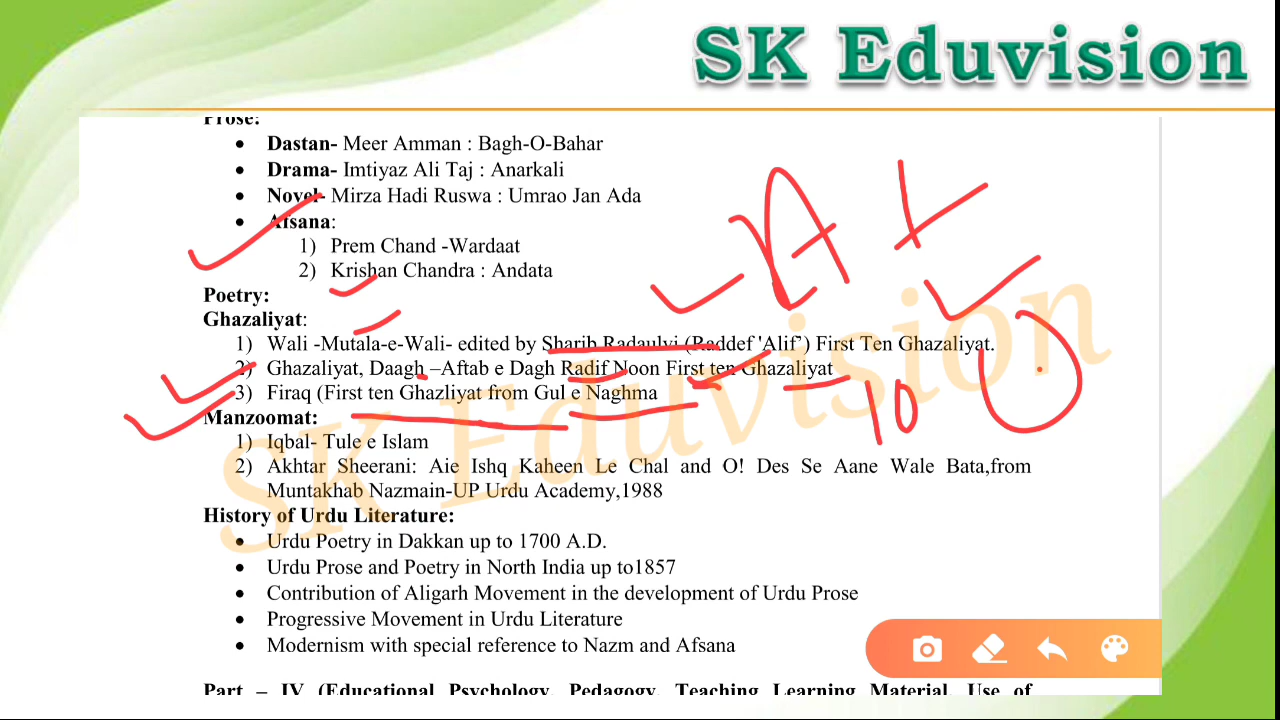 SK Eduvision
Prose:
• Dastan- Meer Amman : Bagh-O-Bahar
• Drama- Imtiyaz Ali Taj : Anarkali
• Novel- Mirza Hadi Ruswa : Umrao Jan Ada
• Afsana:
1) Prem Chand -Wardaat
2) Krishan Chandra : Andata
Poetry:
Ghazaliyat:
1) Wali -Mutala-e-Wali- edited by Sharib Radaulvi (Raddef 'Alif') First Ten Ghazaliyat.
2) Ghazaliyat, Daagh –Aftab e Dagh Radif Noon First ten Ghazaliyat
3) Firaq (First ten Ghazliyat from Gul e Naghma
10
Manzoomat:
1) Iqbal- Tule e Islam
2) Akhtar Sheerani: Aie Ishq Kaheen Le Chal and O! Des Se Aane Wale Bata,from
Muntakhab Nazmain-UP Urdu Academy,1988
History of Urdu Literature:
• Urdu Poetry in Dakkan up to 1700 A.D.
• Urdu Prose and Poetry in North India up to1857
• Contribution of Aligarh Movement in the development of Urdu Prose
• Progressive Movement in Urdu Literature
• Modernism with special reference to Nazm and Afsana
Part – IV (Educational Psychology, Pedagogy, Teaching Learning Material, Use of
SK Eduvision